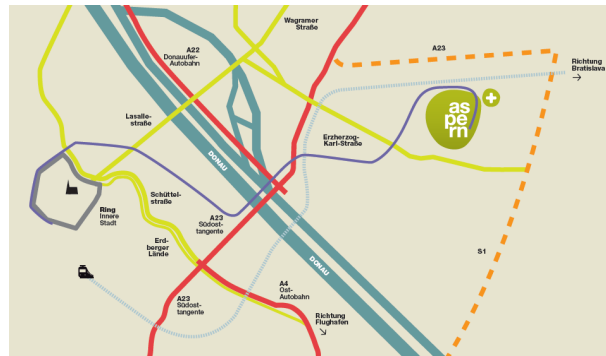 Wagramer
Straße
A22
Donauufer-
Autobahn
A23
Richtung
Bratislava
Lasalle-
straße
as
pe
rn
Erzherzog-
Karl-Straße
DONAU
Schüttel-
straße
Ring
Innere
Stadt
A23
Südost-
tangente
Erd-
berger
Lände
S1
DONAU
A4
Ost-
Autobahn
A23
Südost-
tangente
Richtung
Flughafen